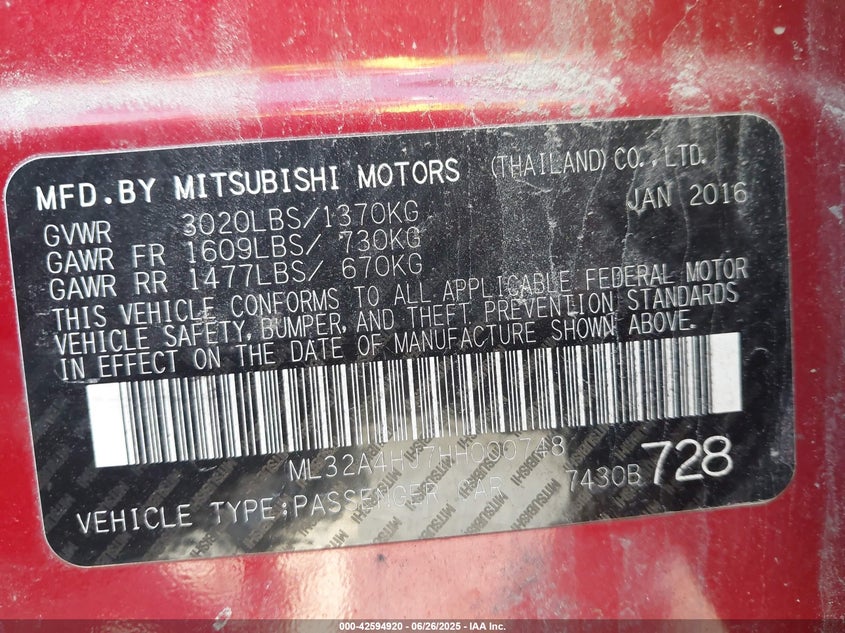 MFD.BY MITSUBISHI MOTORS (THAILAND) CO.,LTD.
GVWR 3020LBS/1370KG JAN 2016
GAWR FR 1609LBS/ 730KG
GAWR RR 1477LBS/ 670KG
THIS VEHICLE CONFORMS TO ALL APPLICABLE FEDERAL MOTOR
VEHICLE SAFETY, BUMPER, AND THEFT PREVENTION STANDARDS
IN EFFECT ON THE DATE OF MANUFACTURE SHOWN ABOVE.
ML32A4HJ7HH000748
7430B 728
VEHICLE TYPE:PASSENGER CAR
000-42594920 - 06/26/2025 - IAA Inc.